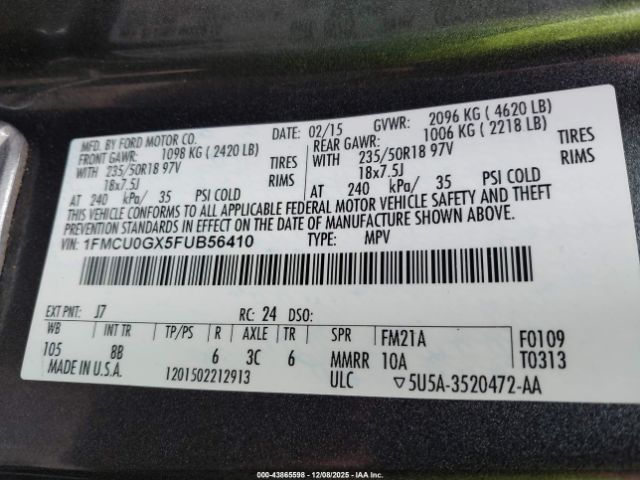 MFD. BY FORD MOTOR CO. DATE: 02/15 GVWR: 2096 KG ( 4620 LB)
FRONT GAWR: 1098 KG ( 2420 LB) REAR GAWR: 1006 KG ( 2218 LB)
WITH 235/50R18 97V TIRES WITH 235/50R18 97V TIRES
18x7.5J RIMS 18x7.5J RIMS
AT 240 kPa/ 35 PSI COLD AT 240 kPa/ 35 PSI COLD
THIS VEHICLE CONFORMS TO ALL APPLICABLE FEDERAL MOTOR VEHICLE SAFETY AND THEFT
PREVENTION STANDARDS IN EFFECT ON THE DATE OF MANUFACTURE SHOWN ABOVE.
VIN: 1FMCU0GX5FUB56410 TYPE: MPV
EXT PNT: J7 RC: 24 DSO:
WB INT TR TP/PS R AXLE TR SPR FM21A F0109
105 8B 6 3C 6 MMRR 10A T0313
MADE IN U.S.A. 1201502212913 ULC ▽5U5A-3520472-AA
000-43865598 - 12/08/2025 - IAA Inc.